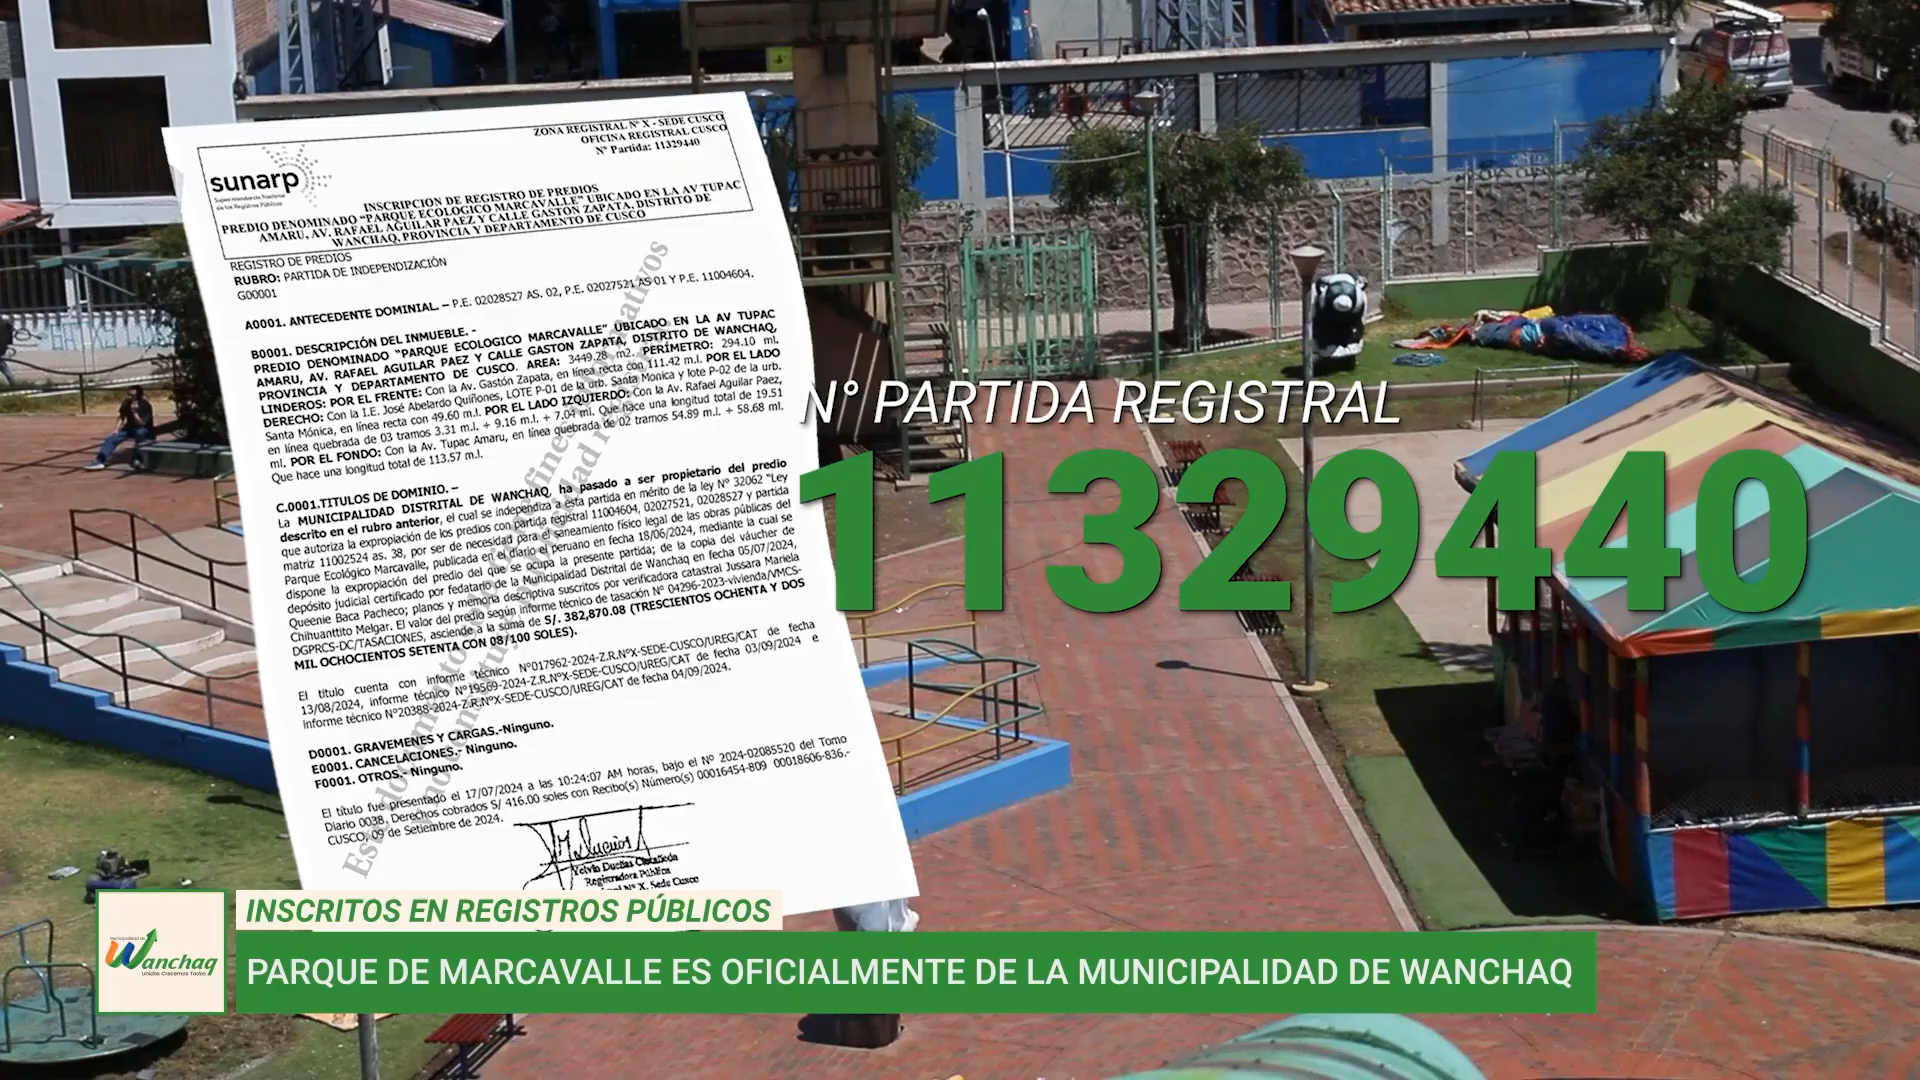 ZONA REGISTRAL Nº X - SEDE CUSCO
OFICINA REGISTRAL CUSCO
Nº Partida: 11329440
sunarp
Superintendencia Nacional
de los Registros Públicos
INSCRIPCION DE REGISTRO DE PREDIOS
PREDIO DENOMINADO "PARQUE ECOLOGICO MARCAVALLE" UBICADO EN LA AV TUPAC
AMARU, AV. RAFAEL AGUILAR PAEZ Y CALLE GASTON ZAPATA, DISTRITO DE
WANCHAQ, PROVINCIA Y DEPARTAMENTO DE CUSCO
REGISTRO DE PREDIOS
RUBRO: PARTIDA DE INDEPENDIZACIÓN
G00001
A0001. ANTECEDENTE DOMINIAL. – P.E. 02028527 AS. 02, P.E. 02027521 AS 01 Y P.E. 11004604.
B0001. DESCRIPCIÓN DEL INMUEBLE. -
PREDIO DENOMINADO "PARQUE ECOLOGICO MARCAVALLE" UBICADO EN LA AV TUPAC
AMARU, AV. RAFAEL AGUILAR PAEZ Y CALLE GASTON ZAPATA, DISTRITO DE WANCHAQ,
PROVINCIA Y DEPARTAMENTO DE CUSCO. AREA: 3449.28 m2. PERÍMETRO: 294.10 ml.
LINDEROS: POR EL FRENTE: Con la Av. Gastón Zapata, en línea recta con 111.42 m.l. POR EL LADO
DERECHO: Con la I.E. José Abelardo Quiñones, LOTE P-01 de la urb. Santa Monica y lote P-02 de la urb.
Santa Mónica, en línea recta con 49.60 m.l. POR EL LADO IZQUIERDO: Con la Av. Rafael Aguilar Paez,
en línea quebrada de 03 tramos 3.31 m.l. + 9.16 m.l. + 7.04 ml. Que hace una longitud total de 19.51
ml. POR EL FONDO: Con la Av. Tupac Amaru, en línea quebrada de 02 tramos 54.89 m.l. + 58.68 ml.
Que hace una longitud total de 113.57 m.l.
C.0001.TITULOS DE DOMINIO. –
La MUNICIPALIDAD DISTRITAL DE WANCHAQ, ha pasado a ser propietario del predio
descrito en el rubro anterior, el cual se independiza a esta partida en mérito de la ley N° 32062 "Ley
que autoriza la expropiación de los predios con partida registral 11004604, 02027521, 02028527 y partida
matriz 11002524 as. 38, por ser de necesidad para el saneamiento físico legal de las obras públicas del
Parque Ecológico Marcavalle, publicada en el diario el peruano en fecha 18/06/2024, mediante la cual se
dispone la expropiación del predio del que se ocupa la presente partida; de la copia del váucher de
depósito judicial certificado por fedatario de la Municipalidad Distrital de Wanchaq en fecha 05/07/2024,
Queenie Baca Pacheco; planos y memoria descriptiva suscritos por verificadora catastral Jussara Mariela
Chihuanttito Melgar. El valor del predio según informe técnico de tasación N° 04296-2023-vivienda/VMCS-
DGPRCS-DC/TASACIONES, asciende a la suma de S/. 382,870.08 (TRESCIENTOS OCHENTA Y DOS
MIL OCHOCIENTOS SETENTA CON 08/100 SOLES).
El título cuenta con informe técnico N°017962-2024-Z.R.N°X-SEDE-CUSCO/UREG/CAT de fecha
13/08/2024, informe técnico N°19569-2024-Z.R.N°X-SEDE-CUSCO/UREG/CAT de fecha 03/09/2024 e
informe técnico N°20388-2024-Z.R.N°X-SEDE-CUSCO/UREG/CAT de fecha 04/09/2024.
D0001. GRAVEMENES Y CARGAS.-Ninguno.
E0001. CANCELACIONES.- Ninguno.
F0001. OTROS.- Ninguno.
El título fue presentado el 17/07/2024 a las 10:24:07 AM horas, bajo el Nº 2024-02085520 del Tomo
Diario 0038. Derechos cobrados S/ 416.00 soles con Recibo(s) Número(s) 00016454-809 00018606-836.-
CUSCO, 09 de Setiembre de 2024.
Yelvin Dueñas Castañeda
Registradora Pública
Nº X. Sede Cusco
N° PARTIDA REGISTRAL
11329440
Municipalidad de
Wanchaq
Unidos Crecemos Todos
INSCRITOS EN REGISTROS PÚBLICOS
PARQUE DE MARCAVALLE ES OFICIALMENTE DE LA MUNICIPALIDAD DE WANCHAQ